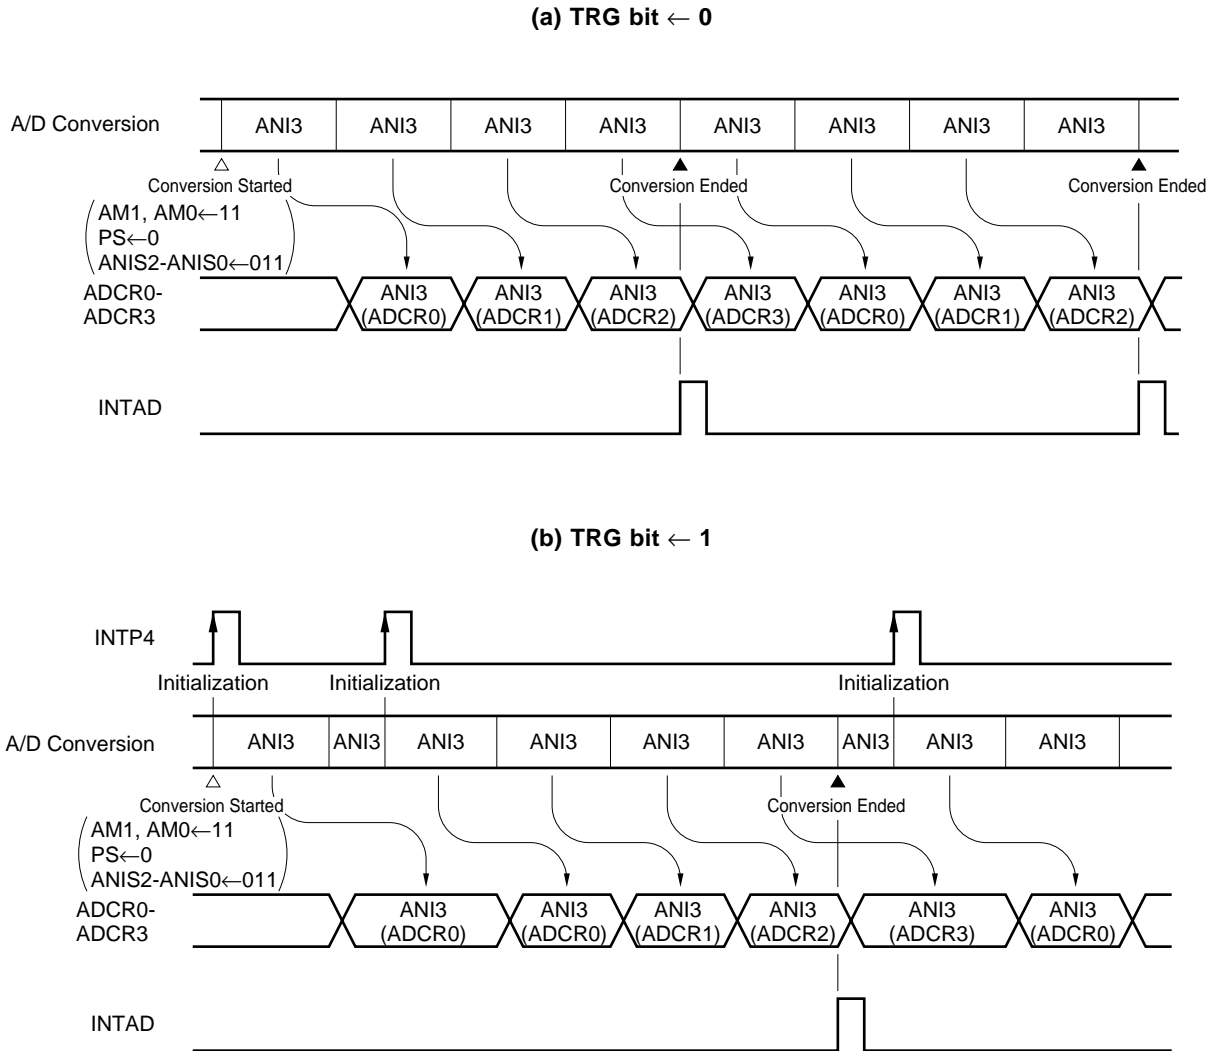 (a) TRG bit ← 0
A/D Conversion
ANI3 ANI3 ANI3 ANI3 ANI3 ANI3 ANI3 ANI3
Conversion Started
Conversion Ended
Conversion Ended
AM1, AM0←11
PS←0
ANIS2-ANIS0←011
ADCR0-
ADCR3
ANI3 ANI3 ANI3 ANI3 ANI3 ANI3 ANI3
(ADCR0) (ADCR1) (ADCR2) (ADCR3) (ADCR0) (ADCR1) (ADCR2)
INTAD
(b) TRG bit ← 1
INTP4
Initialization Initialization Initialization
A/D Conversion
ANI3 ANI3 ANI3 ANI3 ANI3 ANI3 ANI3 ANI3 ANI3
Conversion Started
Conversion Ended
AM1, AM0←11
PS←0
ANIS2-ANIS0←011
ADCR0-
ADCR3
ANI3 ANI3 ANI3 ANI3 ANI3 ANI3
(ADCR0) (ADCR0) (ADCR1) (ADCR2) (ADCR3) (ADCR0)
INTAD